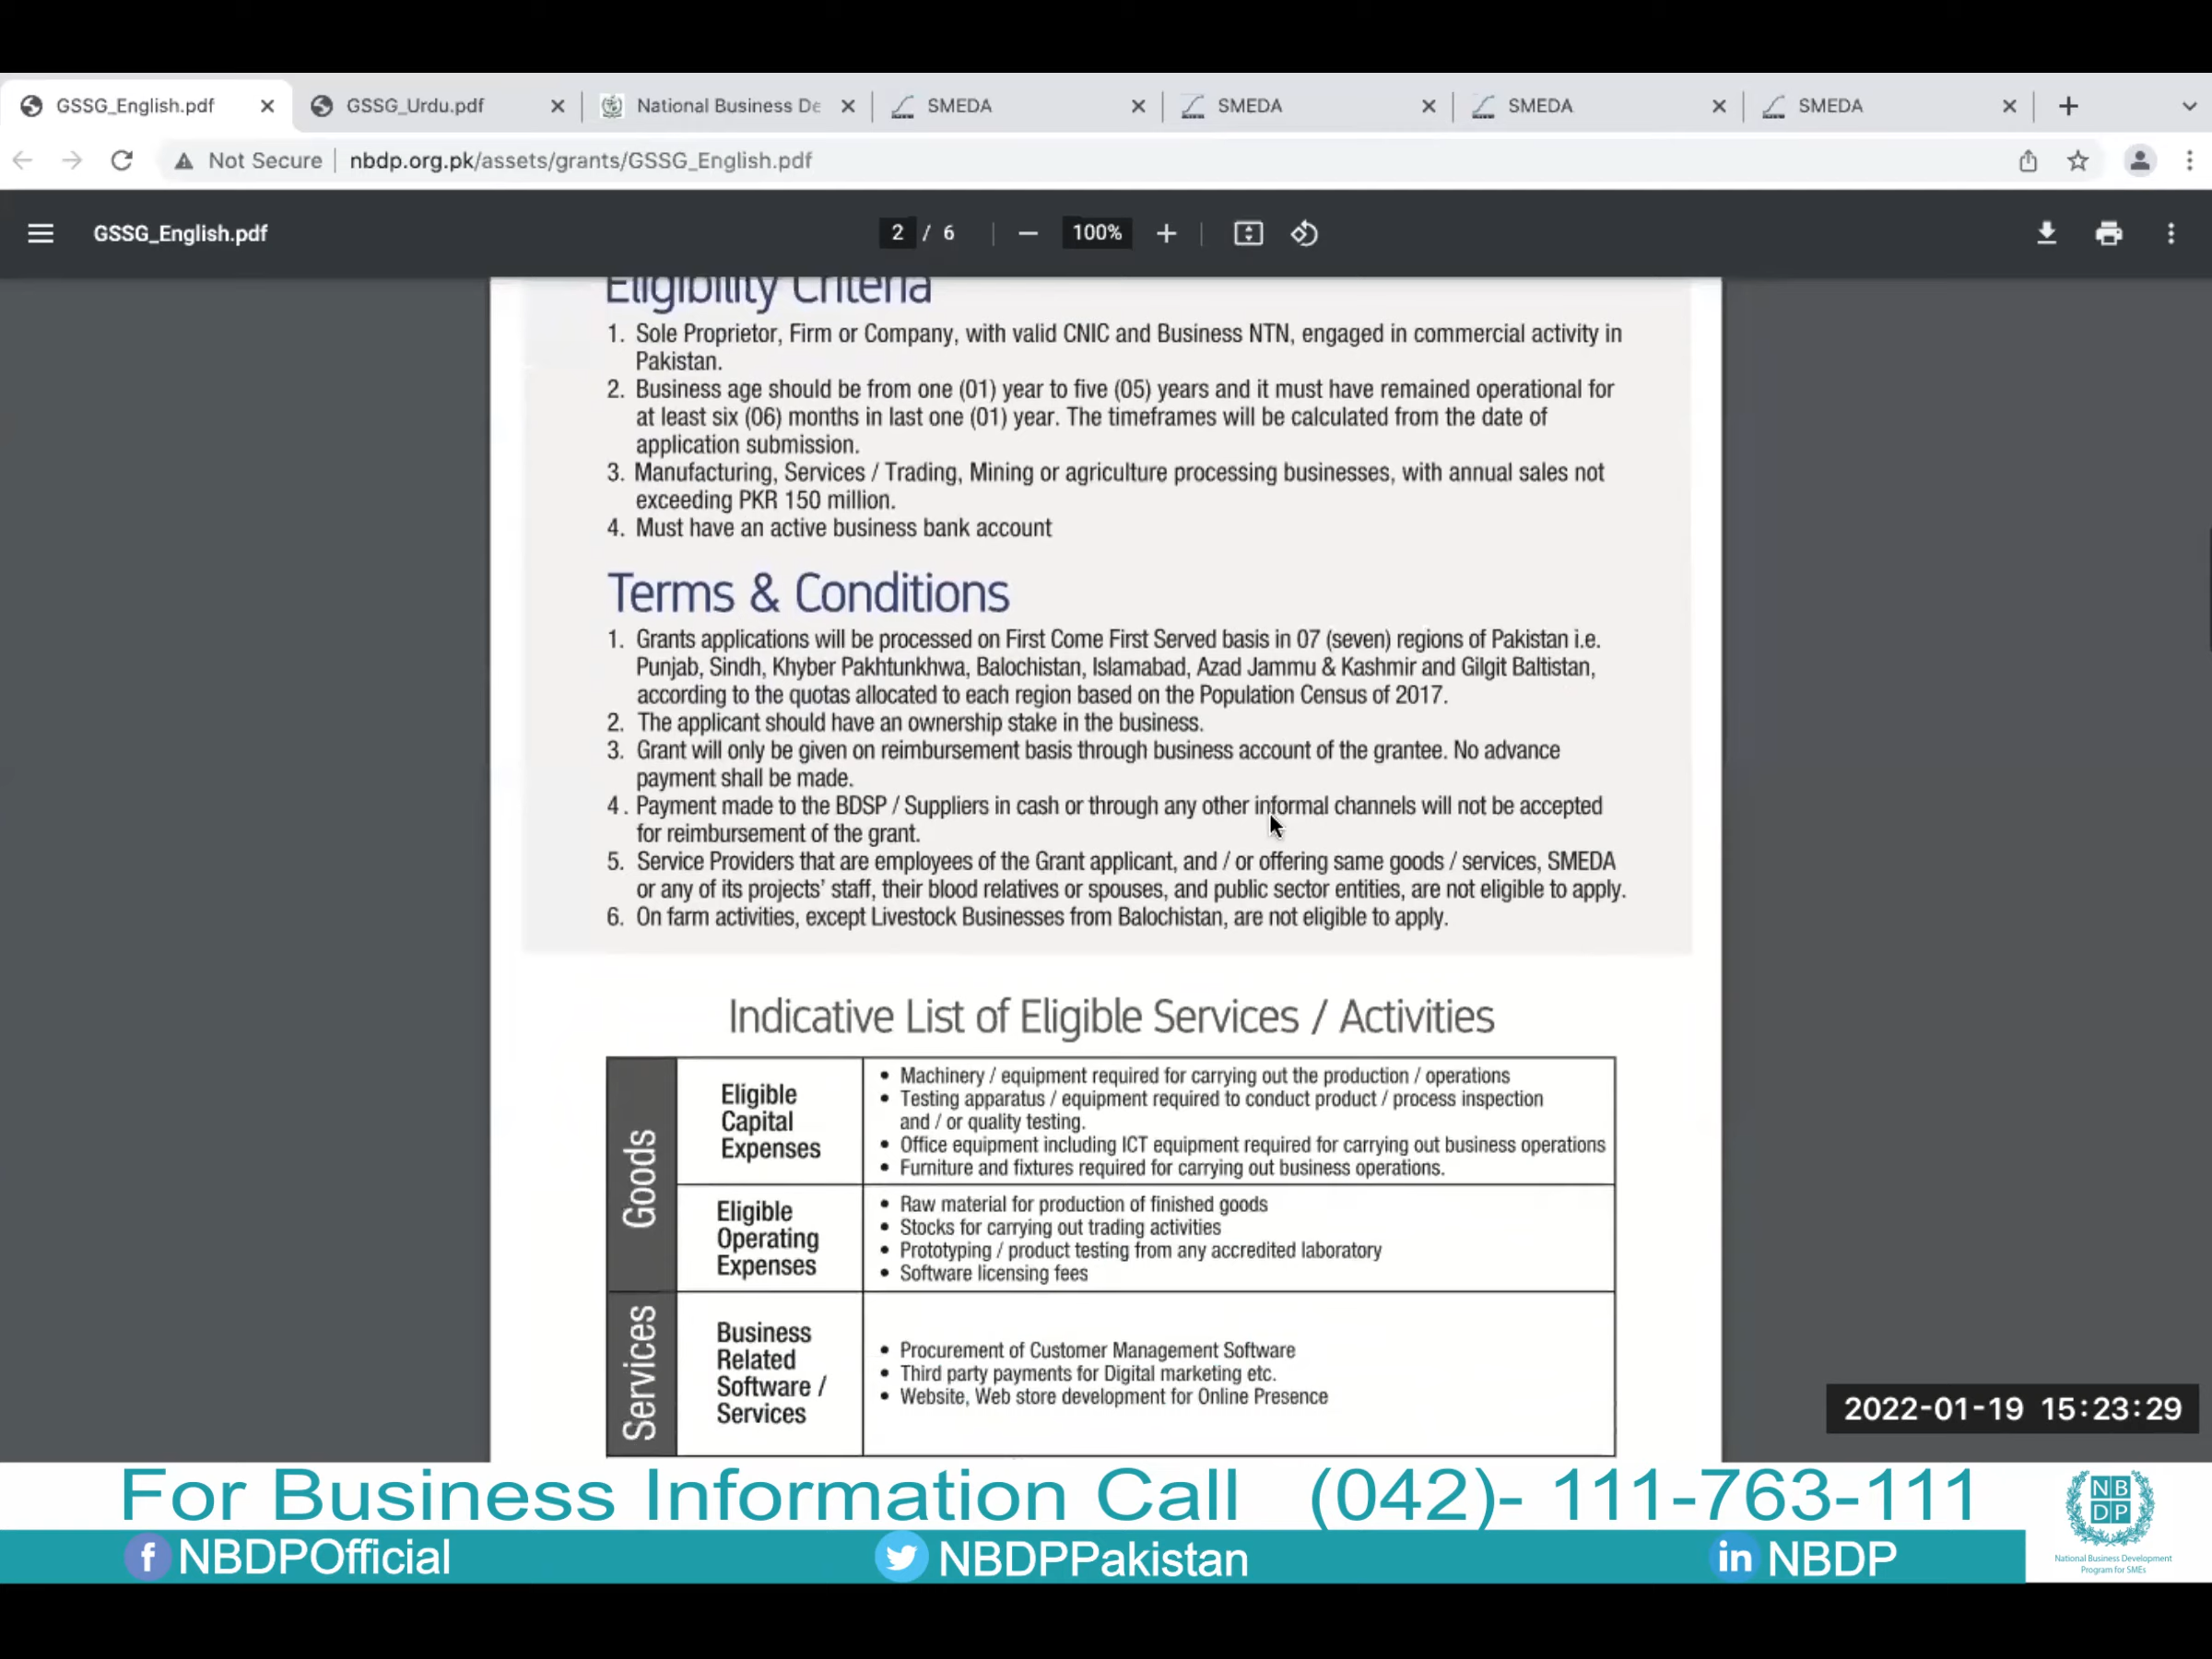 GSSG_English.pdf
GSSG_Urdu.pdf
National Business De
SMEDA
SMEDA
SMEDA
SMEDA
Not Secure
nbdp.org.pk/assets/grants/GSSG_English.pdf
GSSG_English.pdf
2 / 6
100%
Eligibility Criteria
1. Sole Proprietor, Firm or Company, with valid CNIC and Business NTN, engaged in commercial activity in
Pakistan.
2. Business age should be from one (01) year to five (05) years and it must have remained operational for
at least six (06) months in last one (01) year. The timeframes will be calculated from the date of
application submission.
3. Manufacturing, Services / Trading, Mining or agriculture processing businesses, with annual sales not
exceeding PKR 150 million.
4. Must have an active business bank account
Terms & Conditions
1. Grants applications will be processed on First Come First Served basis in 07 (seven) regions of Pakistan i.e.
Punjab, Sindh, Khyber Pakhtunkhwa, Balochistan, Islamabad, Azad Jammu & Kashmir and Gilgit Baltistan,
according to the quotas allocated to each region based on the Population Census of 2017.
2. The applicant should have an ownership stake in the business.
3. Grant will only be given on reimbursement basis through business account of the grantee. No advance
payment shall be made.
4 . Payment made to the BDSP / Suppliers in cash or through any other informal channels will not be accepted
for reimbursement of the grant.
5. Service Providers that are employees of the Grant applicant, and / or offering same goods / services, SMEDA
or any of its projects' staff, their blood relatives or spouses, and public sector entities, are not eligible to apply.
6. On farm activities, except Livestock Businesses from Balochistan, are not eligible to apply.
Indicative List of Eligible Services / Activities
Goods
Eligible
Capital
Expenses
• Machinery / equipment required for carrying out the production / operations
• Testing apparatus / equipment required to conduct product / process inspection
and / or quality testing.
• Office equipment including ICT equipment required for carrying out business operations
• Furniture and fixtures required for carrying out business operations.
Eligible
Operating
Expenses
• Raw material for production of finished goods
• Stocks for carrying out trading activities
• Prototyping / product testing from any accredited laboratory
• Software licensing fees
Services
Business
Related
Software /
Services
• Procurement of Customer Management Software
• Third party payments for Digital marketing etc.
• Website, Web store development for Online Presence
2022-01-19 15:23:29
For Business Information Call (042)- 111-763-111
NBDPOfficial
NBDPPakistan
NBDP
NB
DP
National Business Development
Program for SMEs